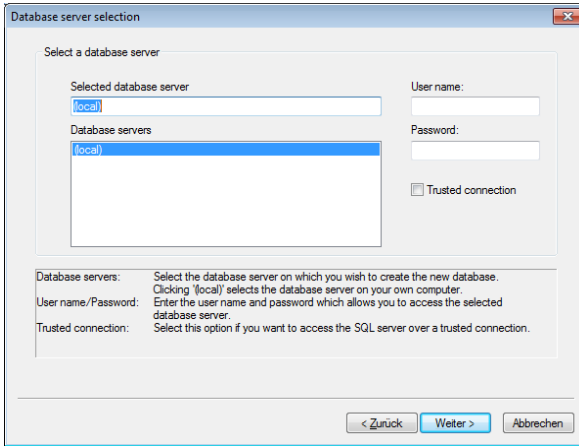 Database server selection
Select a database server
Selected database server
(local)
Database servers
(local)
User name:
Password:
Trusted connection
Database servers: Select the database server on which you wish to create the new database.
Clicking '(local)' selects the database server on your own computer.
User name/Password: Enter the user name and password which allows you to access the selected
database server.
Trusted connection: Select this option if you want to access the SQL server over a trusted connection.
< Zurück Weiter > Abbrechen